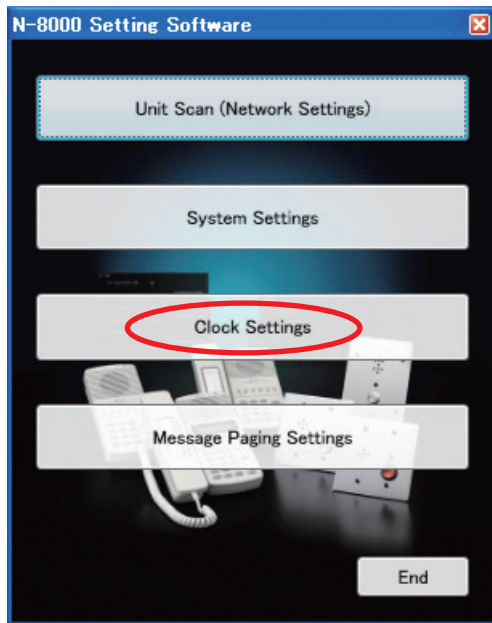 N-8000 Setting Software
Unit Scan (Network Settings)
System Settings
Clock Settings
Message Paging Settings
End